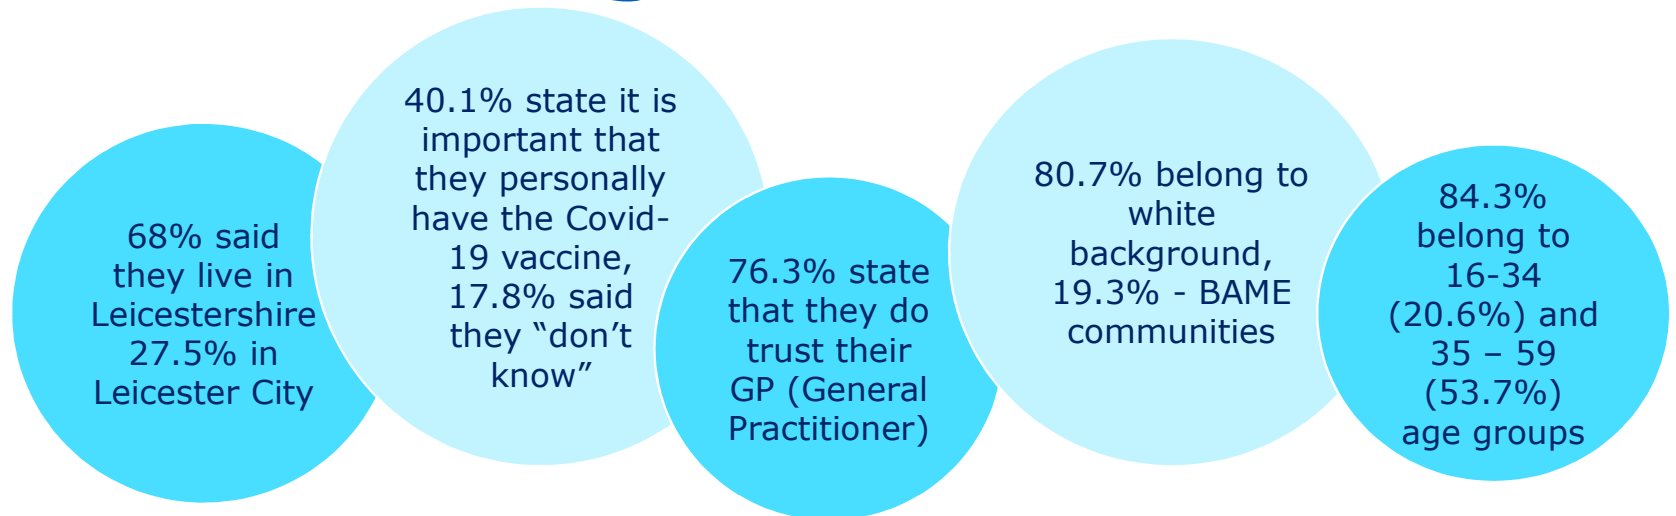 68% said
they live in
Leicestershire
27.5% in
Leicester City
40.1% state it is
important that
they personally
have the Covid-
19 vaccine,
17.8% said
they “don’t
know”
76.3% state
that they do
trust their
GP (General
Practitioner)
80.7% belong to
white
background,
19.3% - BAME
communities
84.3%
belong to
16-34
(20.6%) and
35 – 59
(53.7%)
age groups